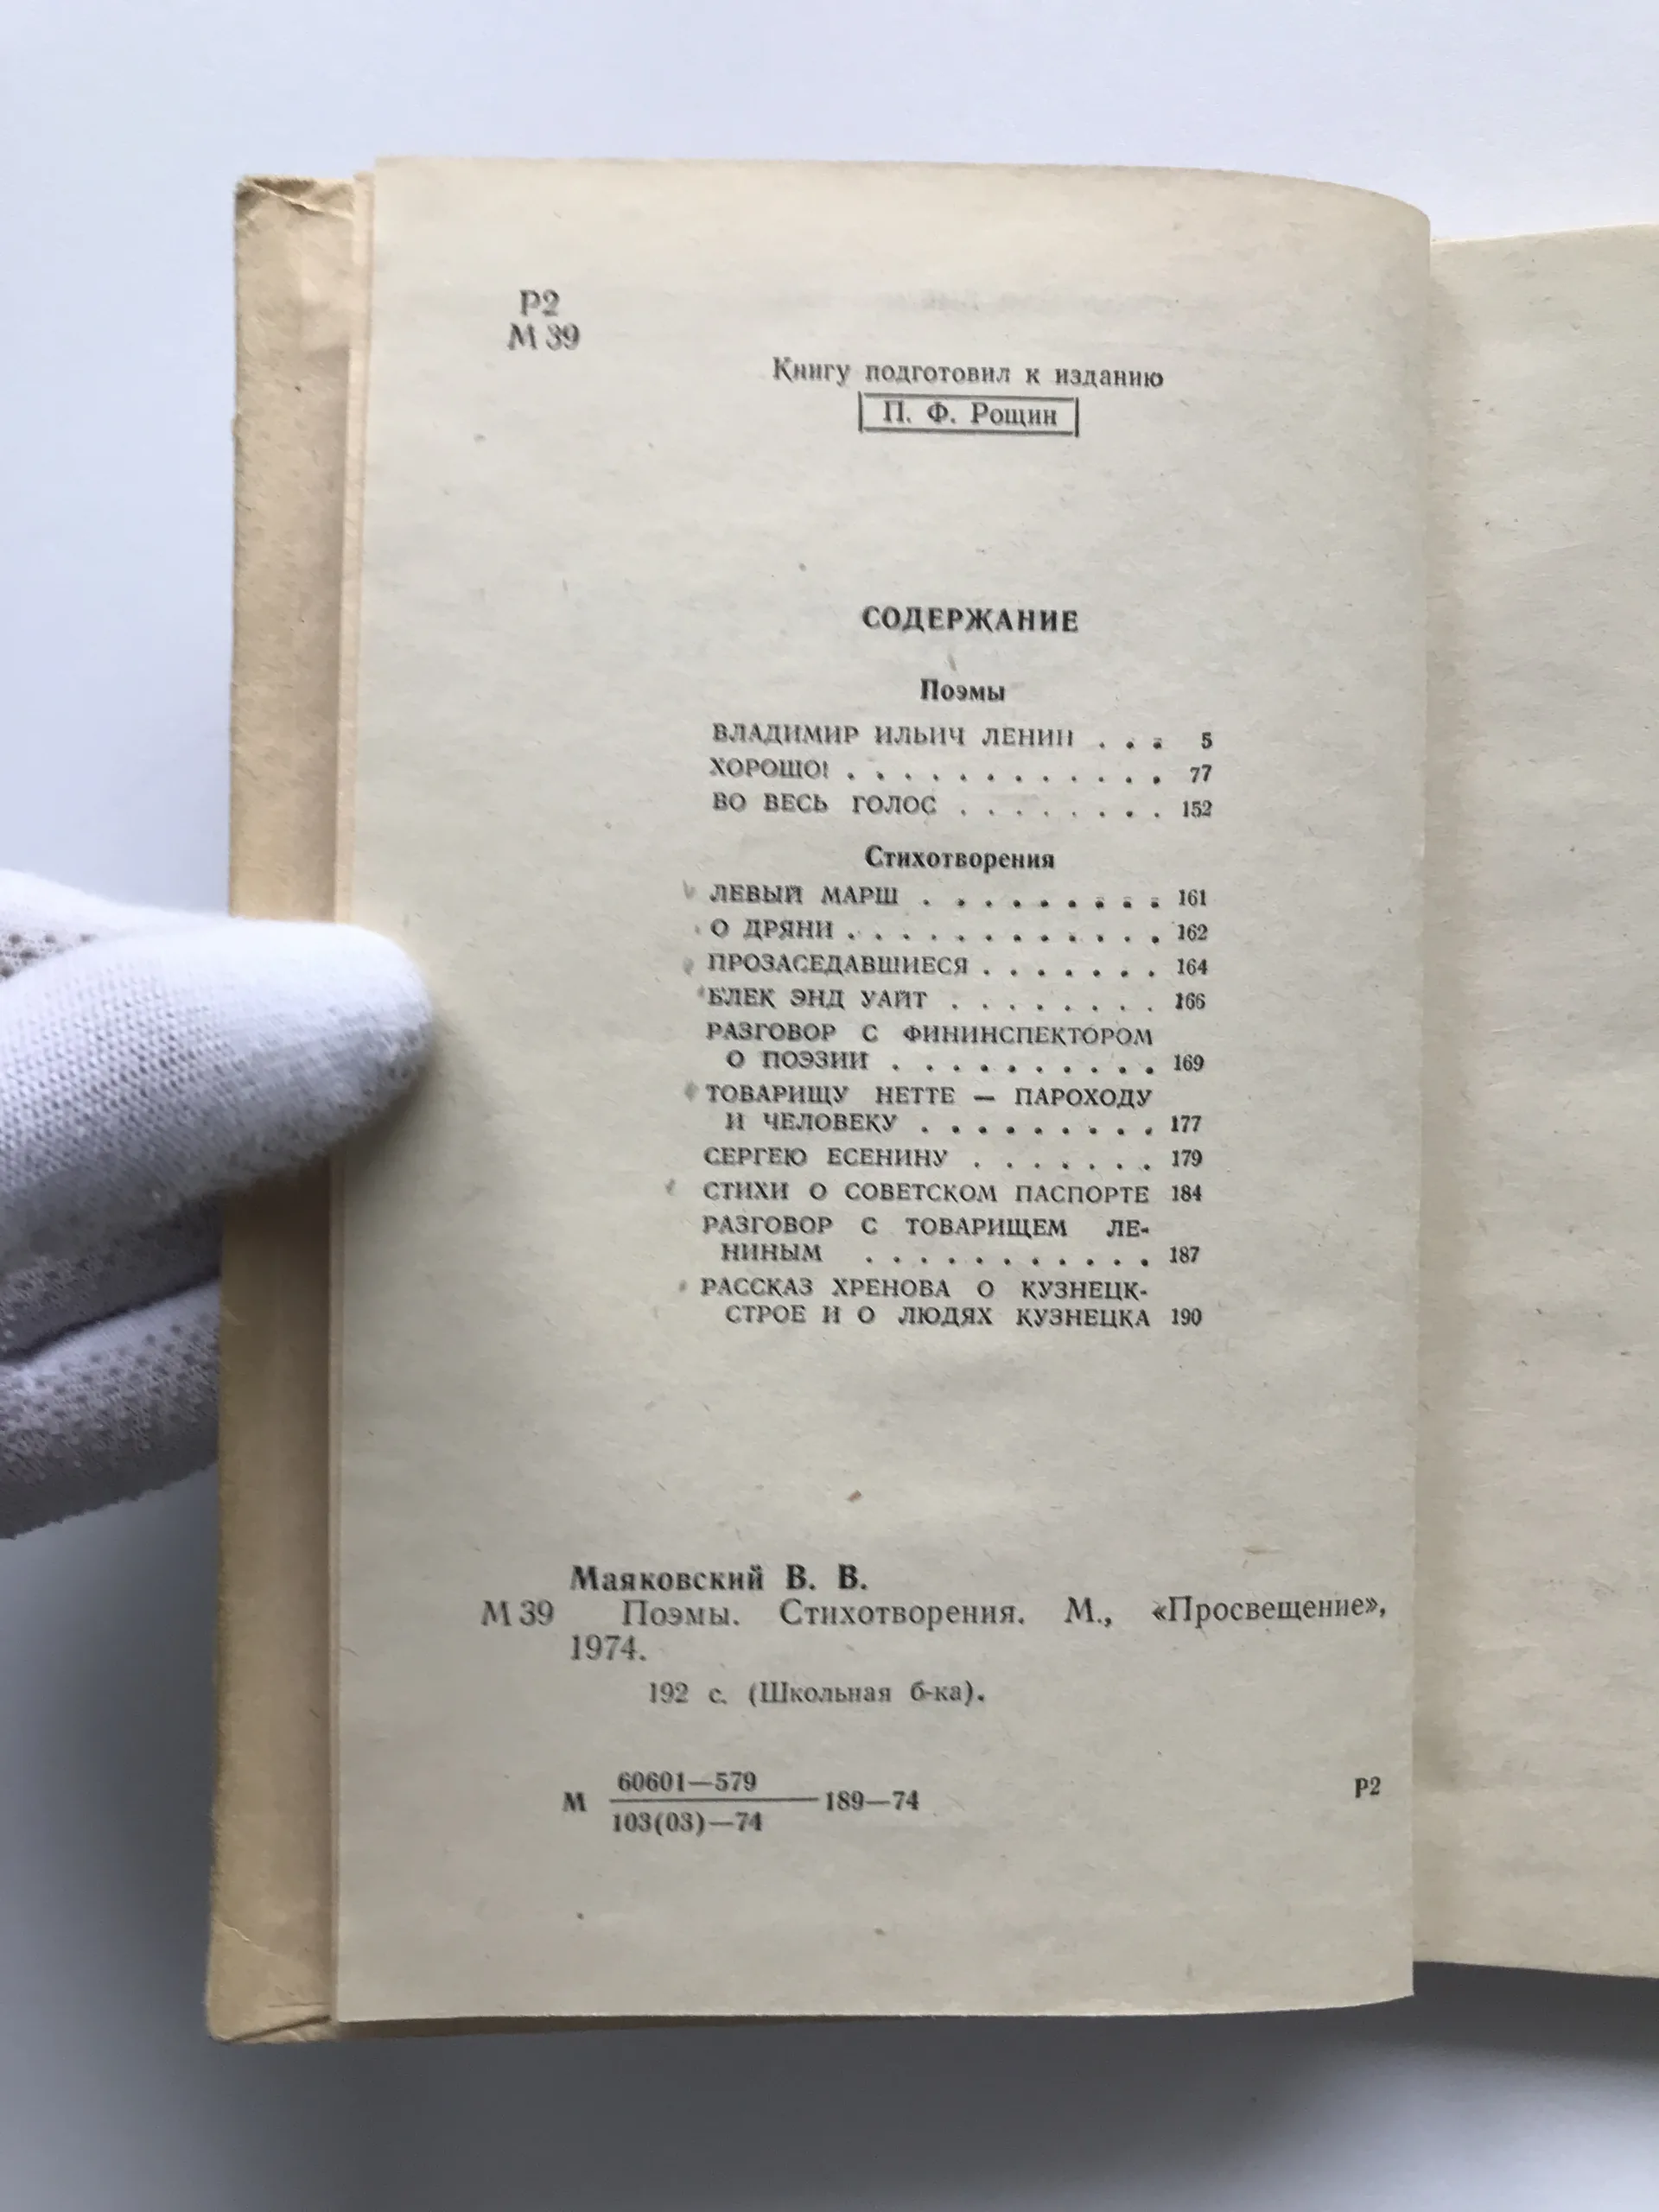 Р2
М 39
Книгу подготовил к изданию
П. Ф. Рощин
СОДЕРЖАНИЕ
Поэмы
ВЛАДИМИР ИЛЬИЧ ЛЕНИН . . . 5
ХОРОШО! . . . . . . . . . . . . 77
ВО ВЕСЬ ГОЛОС . . . . . . . . 152
Стихотворения
ЛЕВЫЙ МАРШ . . . . . . . . . 161
О ДРЯНИ . . . . . . . . . . . . 162
ПРОЗАСЕДАВШИЕСЯ . . . . . . . 164
БЛЕК ЭНД УАЙТ . . . . . . . . 166
РАЗГОВОР С ФИНИНСПЕКТОРОМ
О ПОЭЗИИ . . . . . . . . . . 169
ТОВАРИЩУ НЕТТЕ — ПАРОХОДУ
И ЧЕЛОВЕКУ . . . . . . . . . 177
СЕРГЕЮ ЕСЕНИНУ . . . . . . . 179
СТИХИ О СОВЕТСКОМ ПАСПОРТЕ 184
РАЗГОВОР С ТОВАРИЩЕМ ЛЕ-
НИНЫМ . . . . . . . . . . . 187
РАССКАЗ ХРЕНОВА О КУЗНЕЦК-
СТРОЕ И О ЛЮДЯХ КУЗНЕЦКА 190
Маяковский В. В.
М 39 Поэмы. Стихотворения. М., «Просвещение»,
1974.
192 с. (Школьная б-ка).
60601—579
М 189—74 Р2
103(03)—74